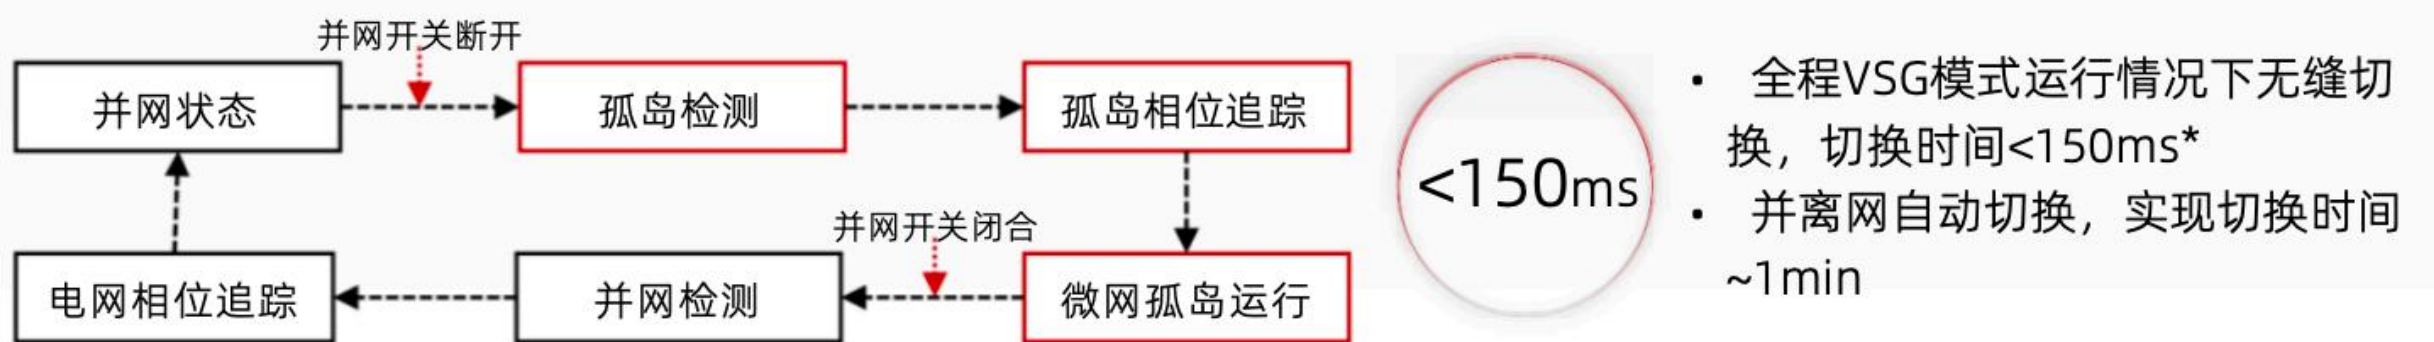 并网开关断开
并网状态
孤岛检测
孤岛相位追踪
并网开关闭合
电网相位追踪
并网检测
微网孤岛运行
<150ms
• 全程VSG模式运行情况下无缝切
换，切换时间<150ms*
• 并离网自动切换，实现切换时间
~1min